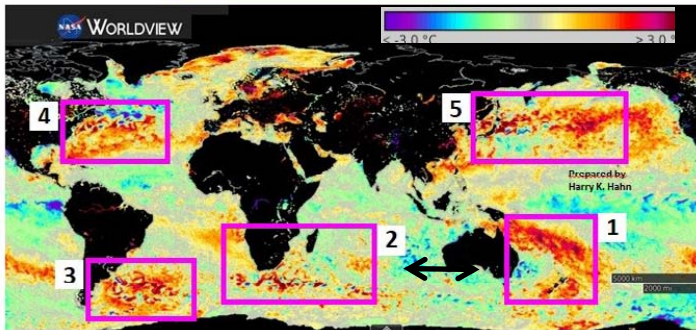 NASA WORLDVIEW
< -3.0 °C
> 3.0 °
4
5
Prepared by
Harry K. Hahn
1
2
3
5000 km
2000 mi